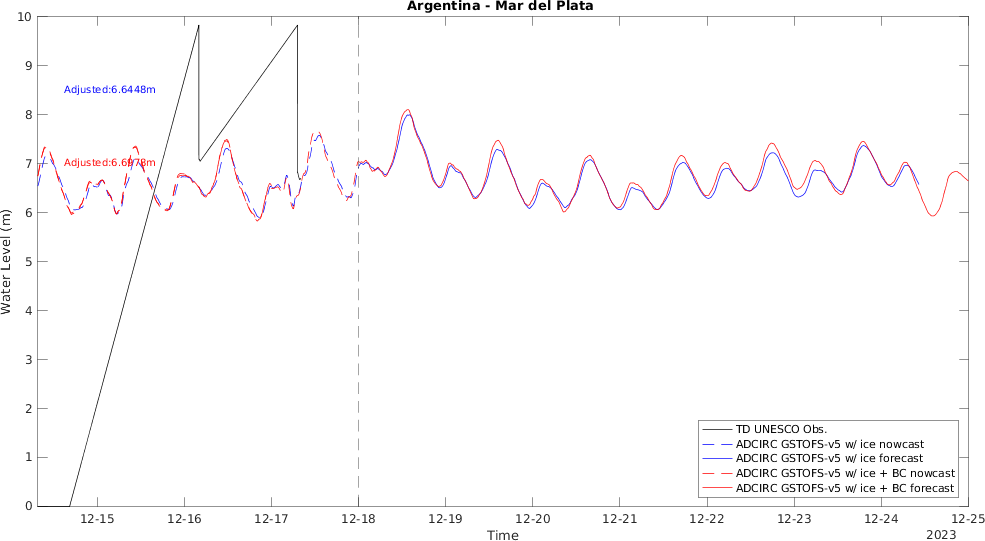 Argentina - Mar del Plata
10
9
8
7
6
5
4
3
2
1
0
Water Level (m)
Adjusted:6.6448m
Adjusted:6.6978m
TD UNESCO Obs.
ADCIRC GSTOFS-v5 w/ ice nowcast
ADCIRC GSTOFS-v5 w/ ice forecast
ADCIRC GSTOFS-v5 w/ ice + BC nowcast
ADCIRC GSTOFS-v5 w/ ice + BC forecast
12-15 12-16 12-17 12-18 12-19 12-20 12-21 12-22 12-23 12-24 12-25
Time
2023